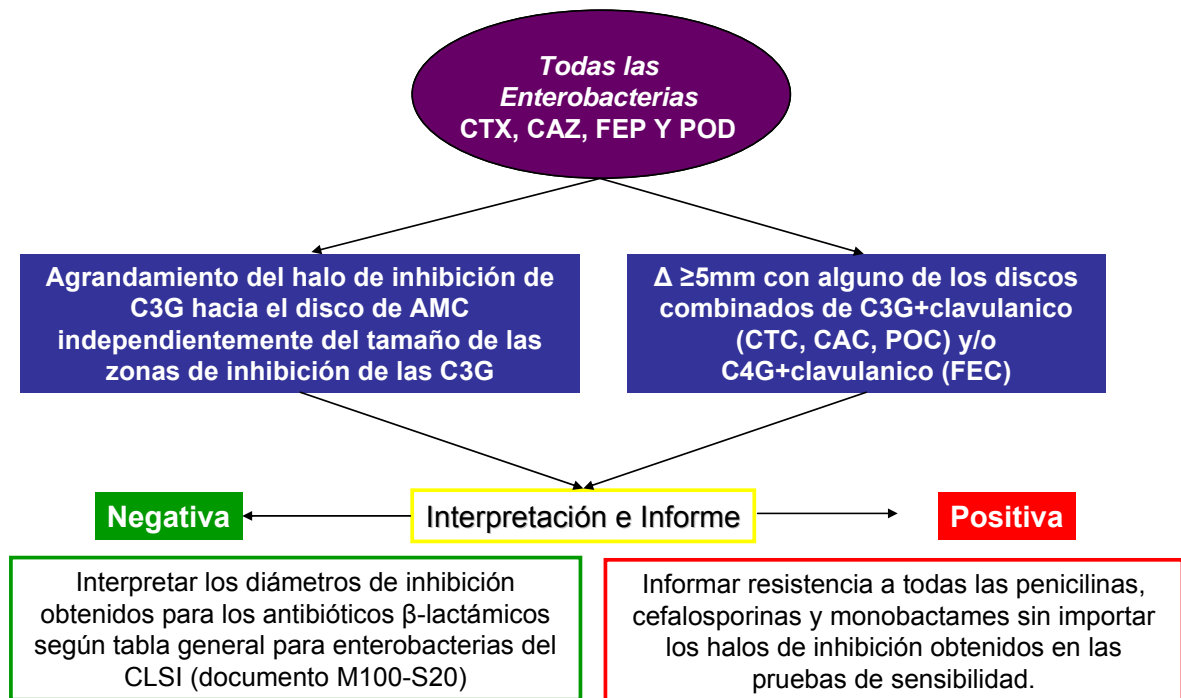 Todas las
Enterobacterias
CTX, CAZ, FEP Y POD
Agrandamiento del halo de inhibición de
C3G hacia el disco de AMC
independientemente del tamaño de las
zonas de inhibición de las C3G
Δ ≥5mm con alguno de los discos
combinados de C3G+clavulanico
(CTC, CAC, POC) y/o
C4G+clavulanico (FEC)
Negativa
Interpretación e Informe
Positiva
Interpretar los diámetros de inhibición
obtenidos para los antibióticos β-lactámicos
según tabla general para enterobacterias del
CLSI (documento M100-S20)
Informar resistencia a todas las penicilinas,
cefalosporinas y monobactames sin importar
los halos de inhibición obtenidos en las
pruebas de sensibilidad.